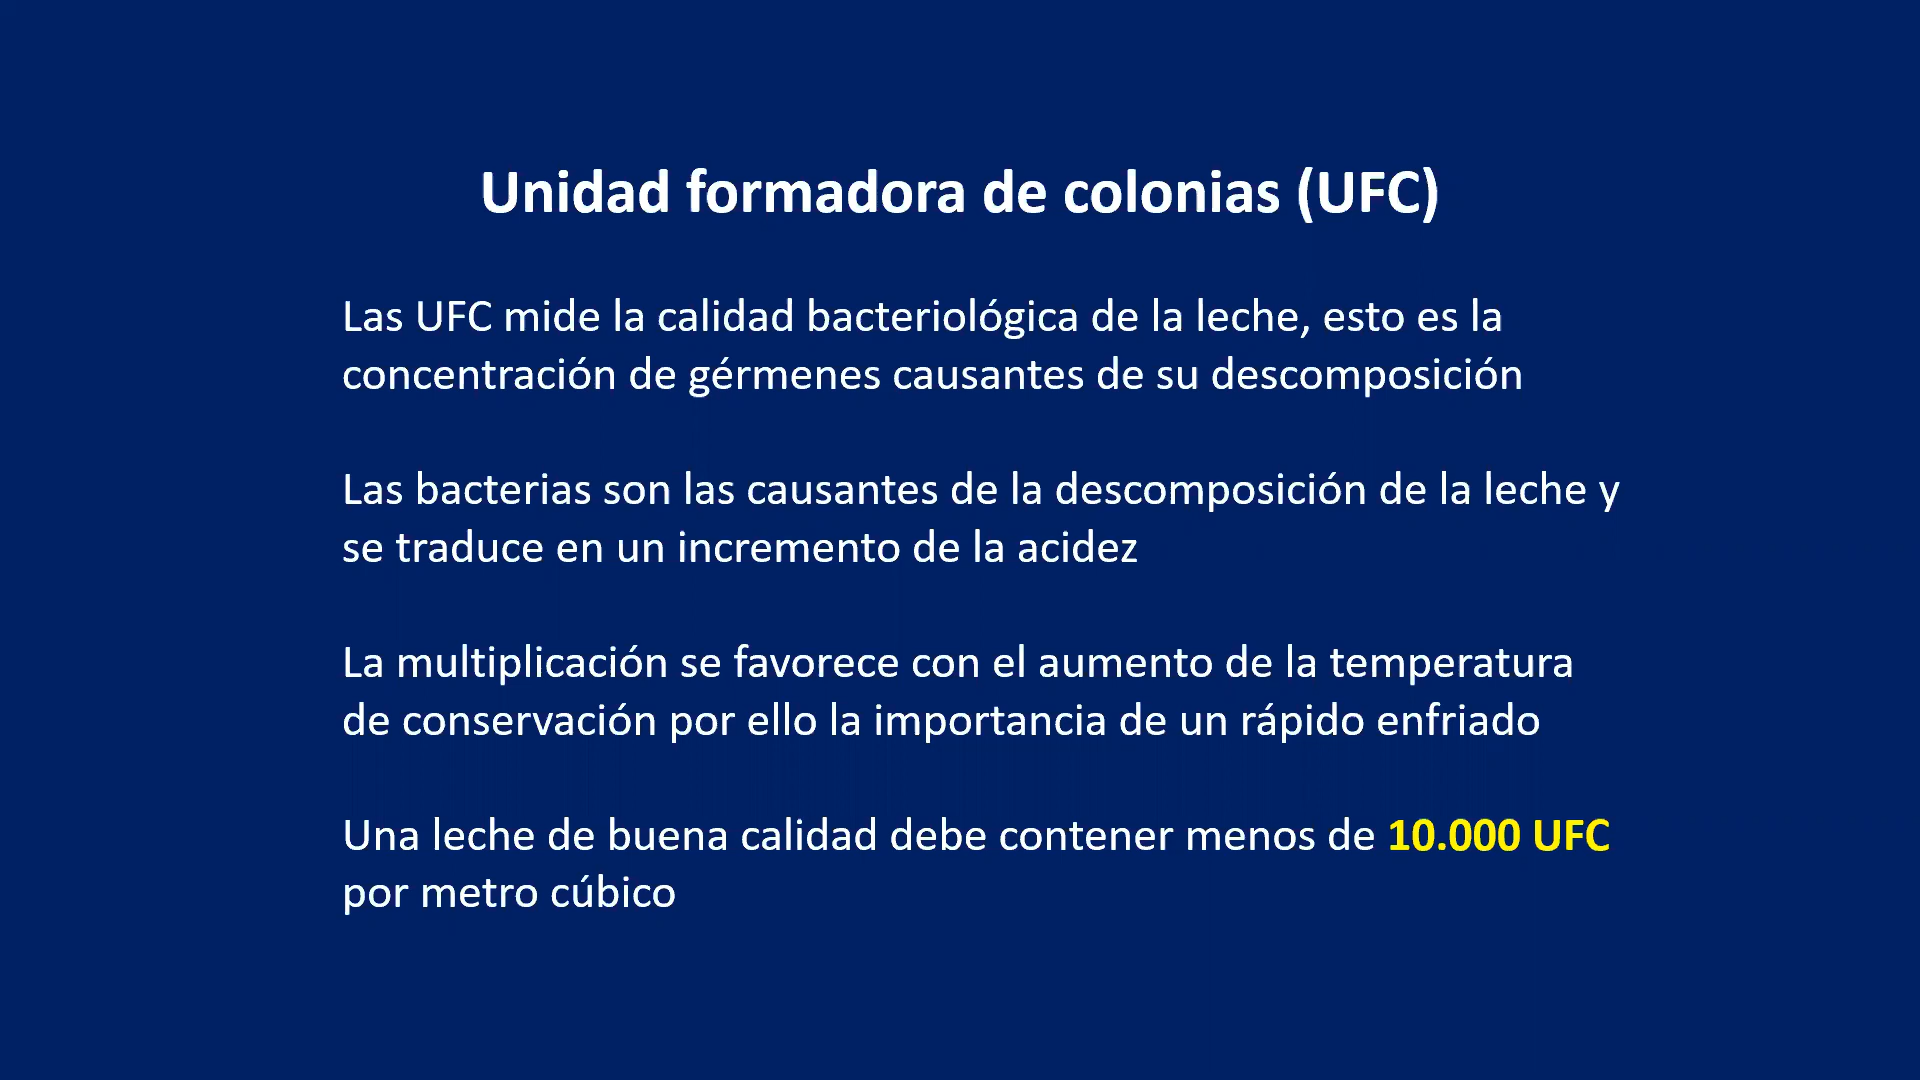 Unidad formadora de colonias (UFC)
Las UFC mide la calidad bacteriológica de la leche, esto es la
concentración de gérmenes causantes de su descomposición
Las bacterias son las causantes de la descomposición de la leche y
se traduce en un incremento de la acidez
La multiplicación se favorece con el aumento de la temperatura
de conservación por ello la importancia de un rápido enfriado
Una leche de buena calidad debe contener menos de 10.000 UFC
por metro cúbico